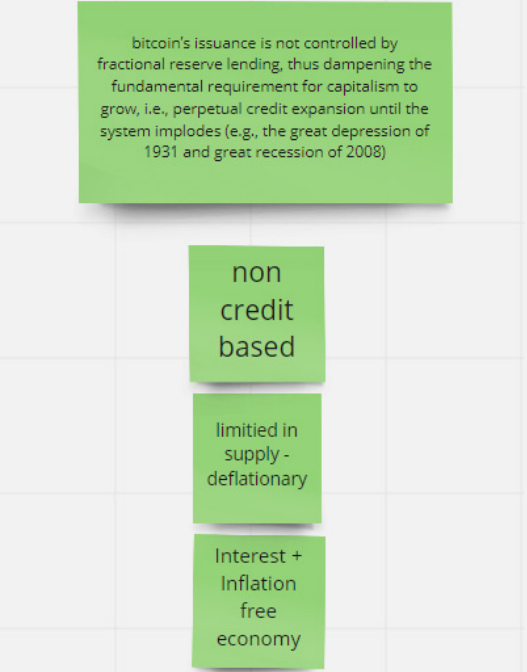 bitcoin's issuance is not controlled by
fractional reserve lending, thus dampening the
fundamental requirement for capitalism to
grow, i.e., perpetual credit expansion until the
system implodes (e.g., the great depression of
1931 and great recession of 2008)
non
credit
based
limitied in
supply -
deflationary
Interest +
Inflation
free
economy